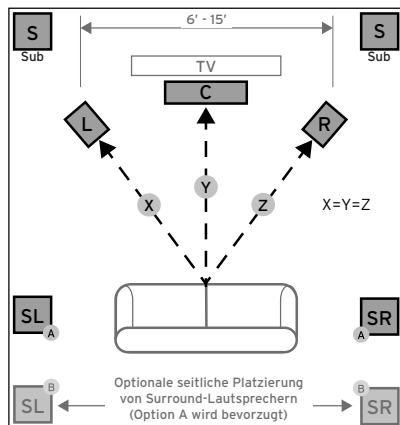 S
Sub
6' - 15'
S
Sub
TV
C
L
R
X
Y
Z
X=Y=Z
SL
A
SR
A
B
SL
Optionale seitliche Platzierung
von Surround-Lautsprechern
(Option A wird bevorzugt)
B
SR